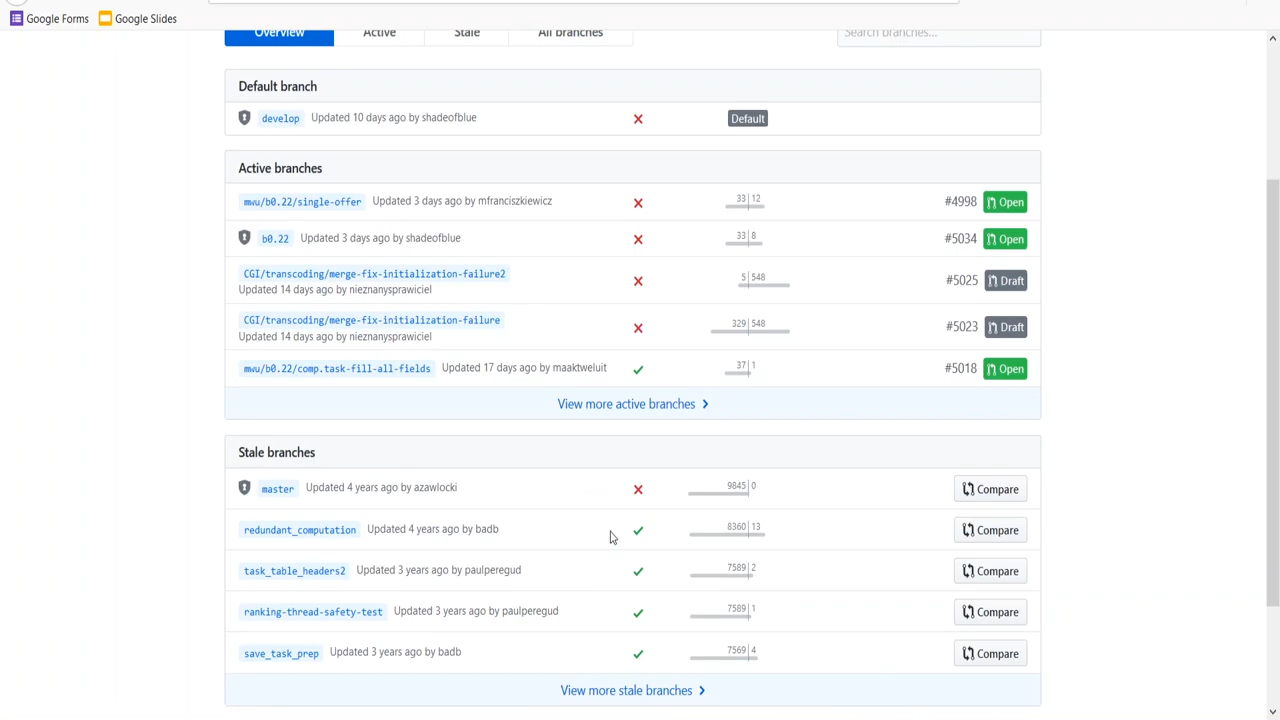 Google Forms Google Slides
Overview Active Stale All branches Search branches...
Default branch
develop Updated 10 days ago by shadeofblue Default
Active branches
mwu/b0.22/single-offer Updated 3 days ago by mfranciszkiewicz 33 12 #4998 Open
b0.22 Updated 3 days ago by shadeofblue 33 8 #5034 Open
CGI/transcoding/merge-fix-initialization-failure2 5 548 #5025 Draft
Updated 14 days ago by nieznanysprawiciel
CGI/transcoding/merge-fix-initialization-failure 329 548 #5023 Draft
Updated 14 days ago by nieznanysprawiciel
mwu/b0.22/comp.task-fill-all-fields Updated 17 days ago by maaktweluit 37 1 #5018 Open
View more active branches
Stale branches
master Updated 4 years ago by azawlocki 9845 0 Compare
redundant_computation Updated 4 years ago by badb 8360 13 Compare
task_table_headers2 Updated 3 years ago by paulperegud 7589 2 Compare
ranking-thread-safety-test Updated 3 years ago by paulperegud 7589 1 Compare
save_task_prep Updated 3 years ago by badb 7569 4 Compare
View more stale branches